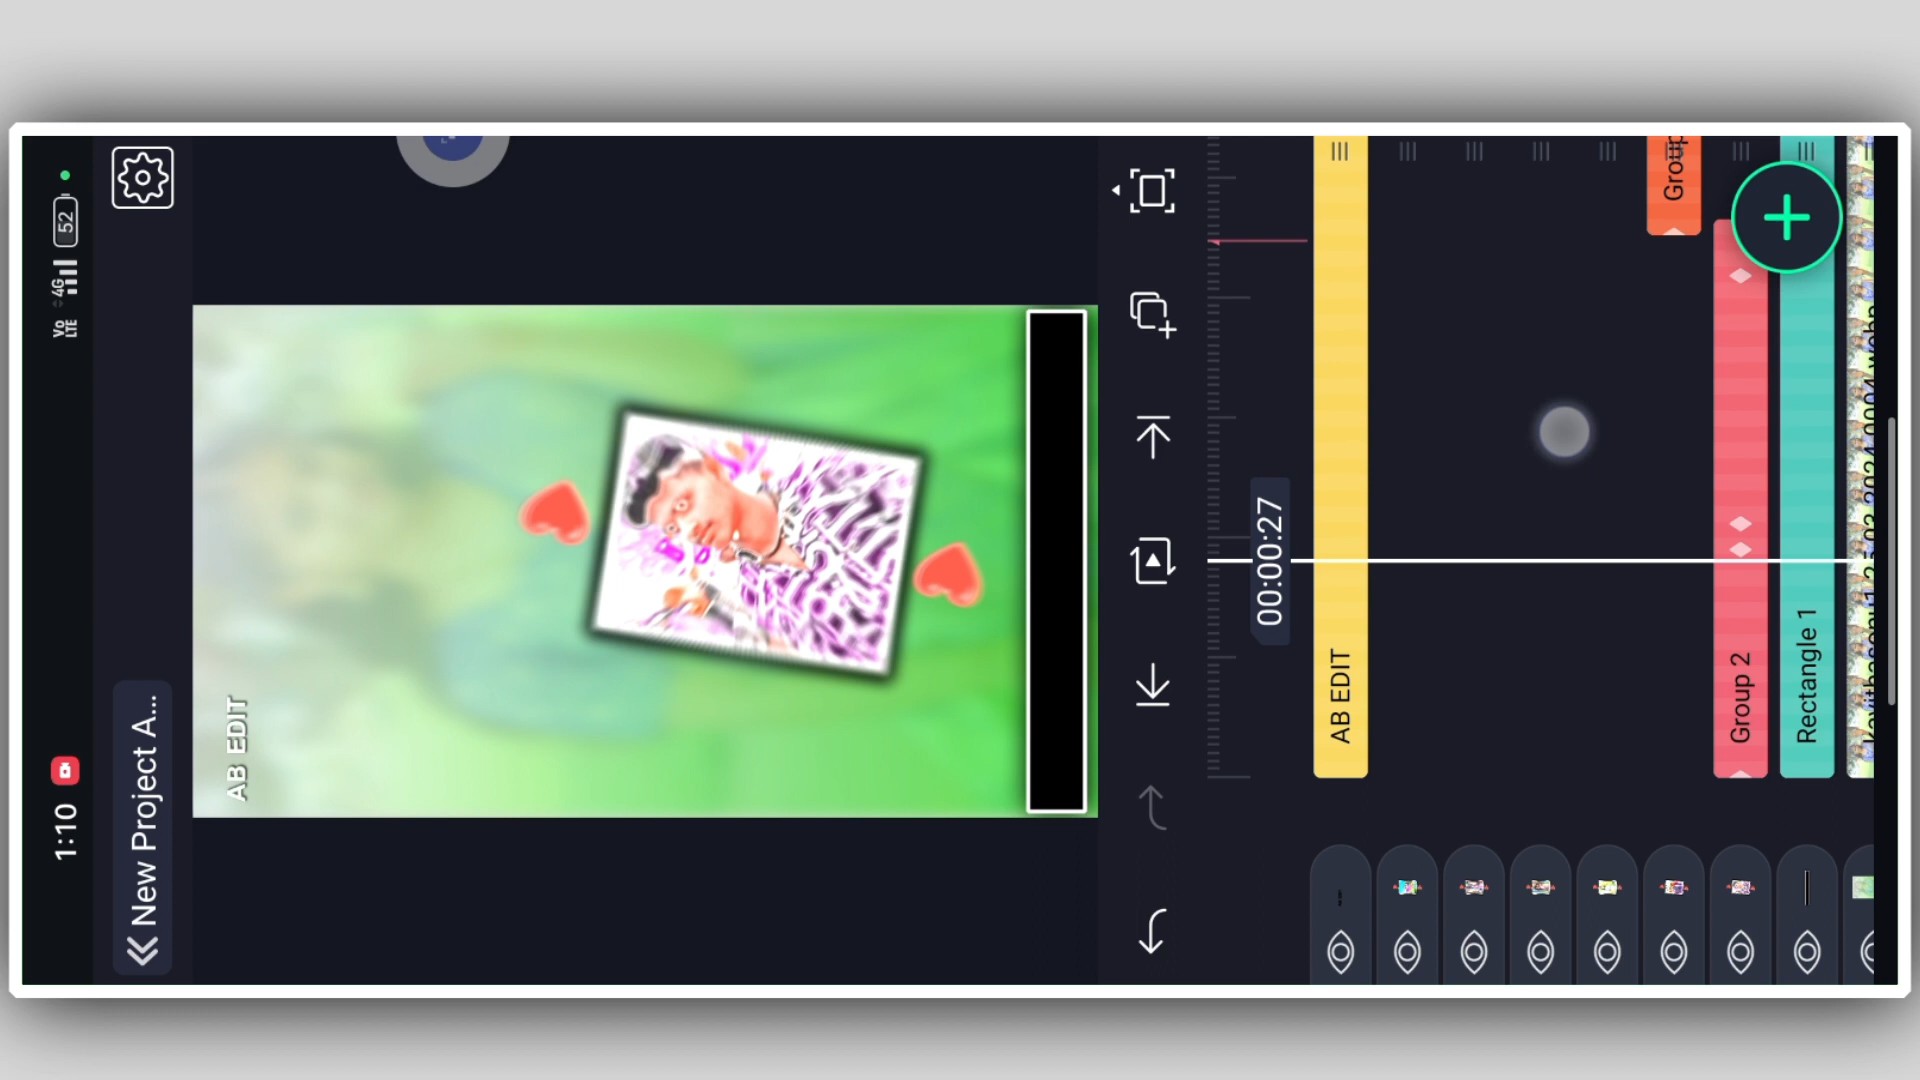 1:10
Vo LTE
4G
52
New Project A...
AB EDIT
00:00:27
AB EDIT
Group
Group 2
Rectangle 1